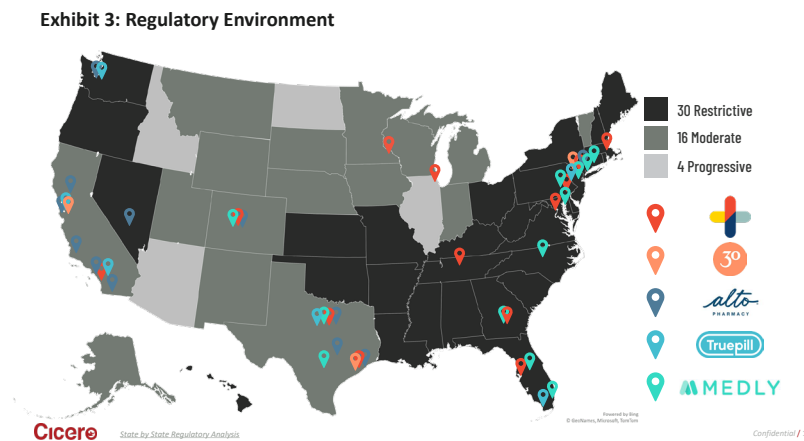 Exhibit 3: Regulatory Environment
30 Restrictive
16 Moderate
4 Progressive
3º
alto
PHARMACY
Truepill
MEDLY
Powered by Bing
© GeoNames, Microsoft, TomTom
Cicero
State by State Regulatory Analysis
Confidential /